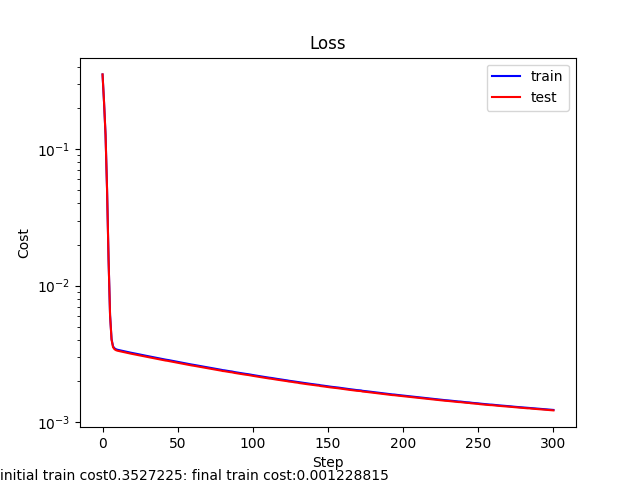 Loss
train
test
Cost
10⁻¹
10⁻²
10⁻³
0 50 100 150 200 250 300
Step
initial train cost0.3527225; final train cost:0.001228815